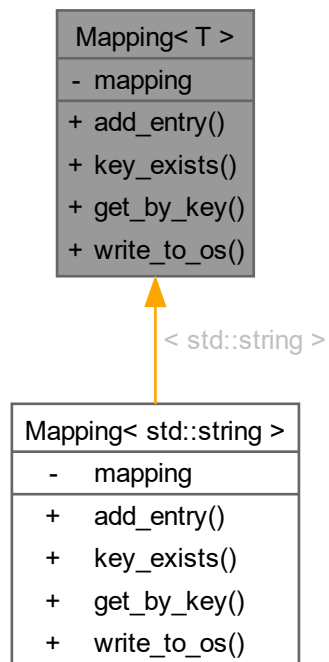 Mapping< T >
- mapping
+ add_entry()
+ key_exists()
+ get_by_key()
+ write_to_os()
< std::string >
Mapping< std::string >
- mapping
+ add_entry()
+ key_exists()
+ get_by_key()
+ write_to_os()